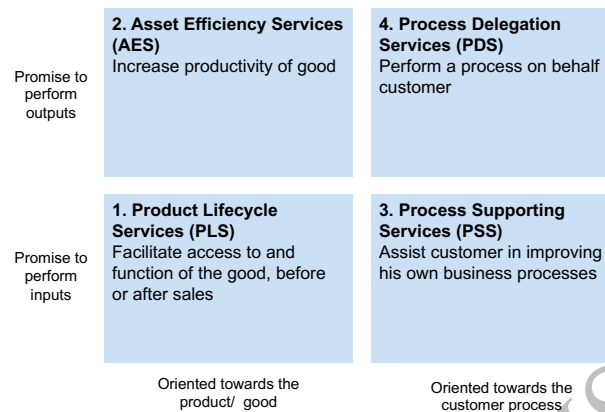 2. Asset Efficiency Services
(AES)
Increase productivity of good
4. Process Delegation
Services (PDS)
Perform a process on behalf
customer
Promise to
perform
outputs
1. Product Lifecycle
Services (PLS)
Facilitate access to and
function of the good, before
or after sales
3. Process Supporting
Services (PSS)
Assist customer in improving
his own business processes
Promise to
perform
inputs
Oriented towards the
product/ good
Oriented towards the
customer process